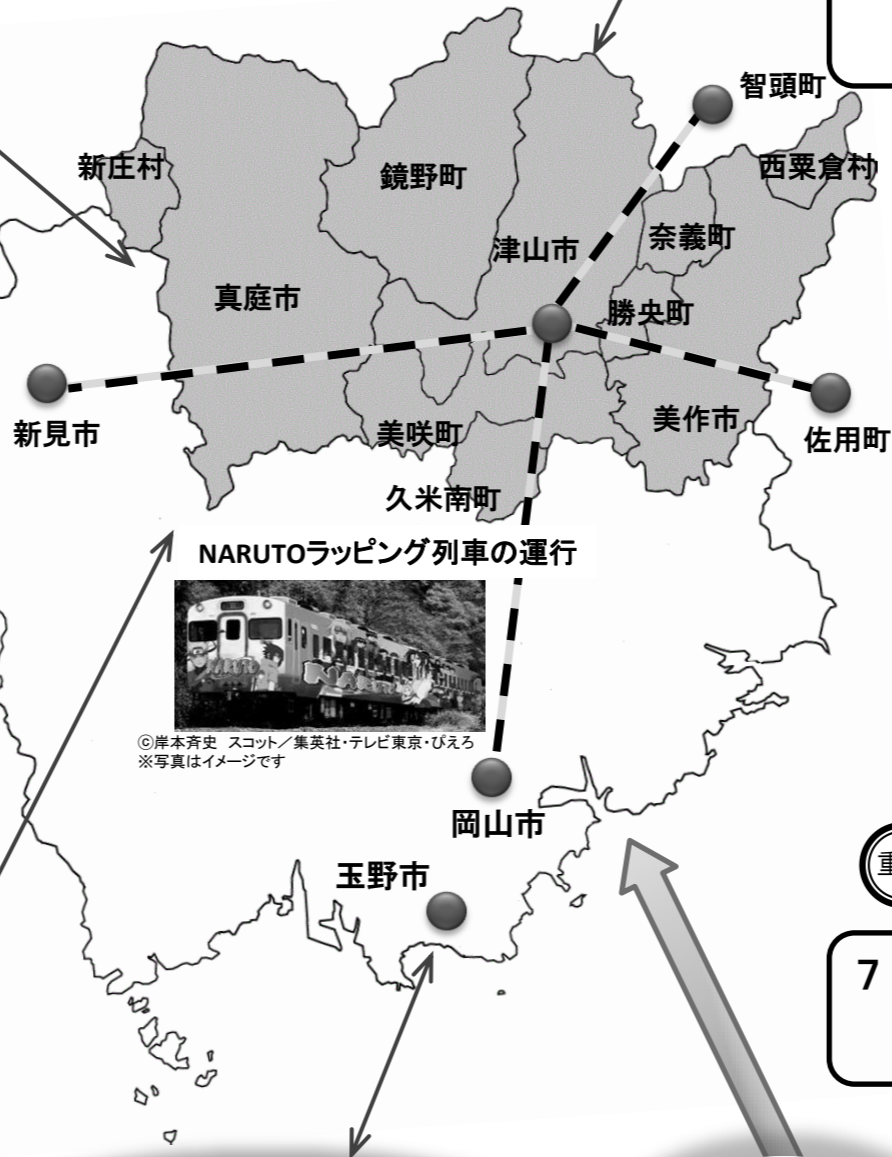 智頭町
新庄村
鏡野町
西粟倉村
津山市
奈義町
真庭市
勝央町
新見市
美咲町
美作市
佐用町
久米南町
NARUTOラッピング列車の運行
NARUTO
ⓒ岸本斉史 スコット/集英社・テレビ東京・ぴえろ
※写真はイメージです
岡山市
玉野市
7